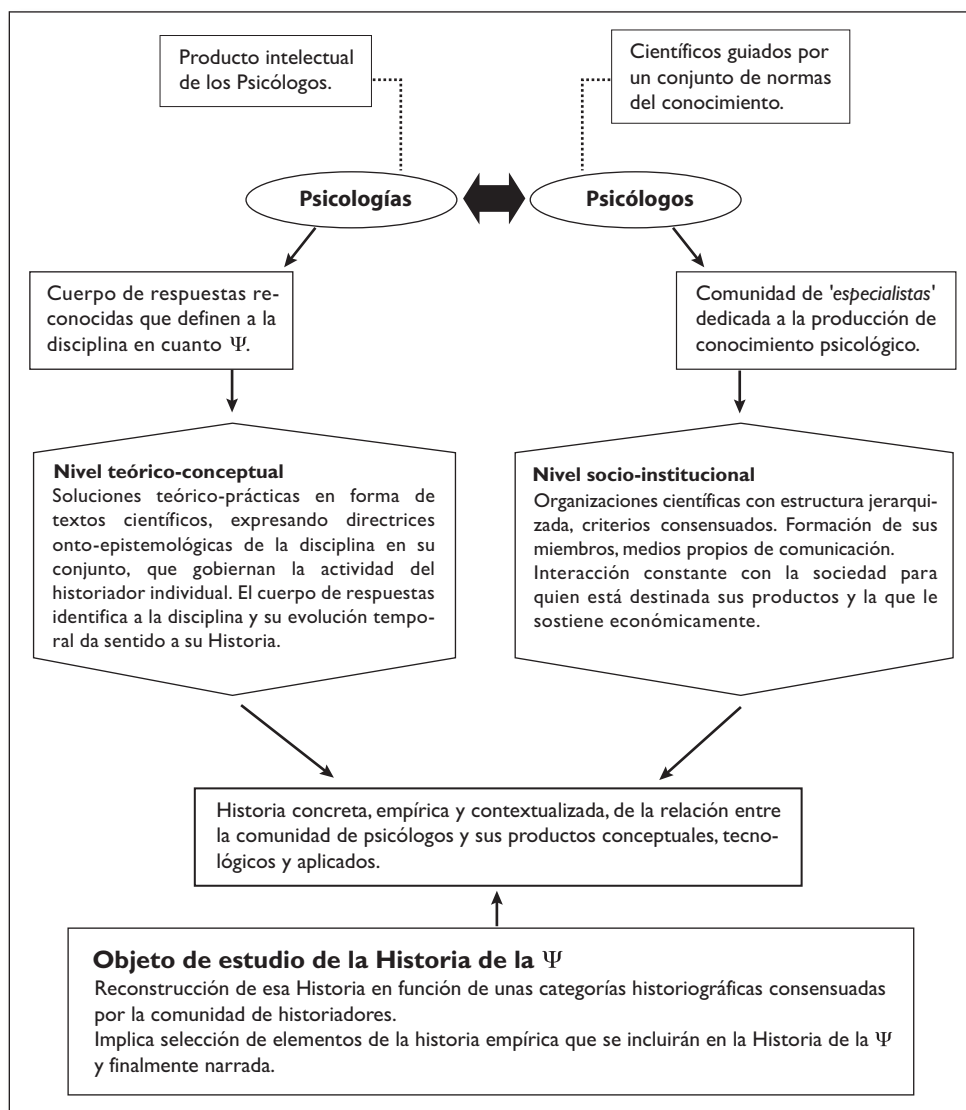 Producto intelectual
de los Psicólogos.
Científicos guiados por
un conjunto de normas
del conocimiento.
Psicologías
Psicólogos
Cuerpo de respuestas re-
conocidas que definen a la
disciplina en cuanto Ψ.
Comunidad de 'especialistas'
dedicada a la producción de
conocimiento psicológico.
Nivel teórico-conceptual
Soluciones teórico-prácticas en forma de
textos científicos, expresando directrices
onto-epistemológicas de la disciplina en su
conjunto, que gobiernan la actividad del
historiador individual. El cuerpo de respuestas
identifica a la disciplina y su evolución tempo-
ral da sentido a su Historia.
Nivel socio-institucional
Organizaciones científicas con estructura jerarqui-
zada, criterios consensuados. Formación de sus
miembros, medios propios de comunicación.
Interacción constante con la sociedad para
quien está destinada sus productos y la que le
sostiene económicamente.
Historia concreta, empírica y contextualizada, de la relación entre
la comunidad de psicólogos y sus productos conceptuales, tecno-
lógicos y aplicados.
Objeto de estudio de la Historia de la Ψ
Reconstrucción de esa Historia en función de unas categorías historiográficas consensuadas
por la comunidad de historiadores.
Implica selección de elementos de la historia empírica que se incluirán en la Historia de la Ψ
y finalmente narrada.